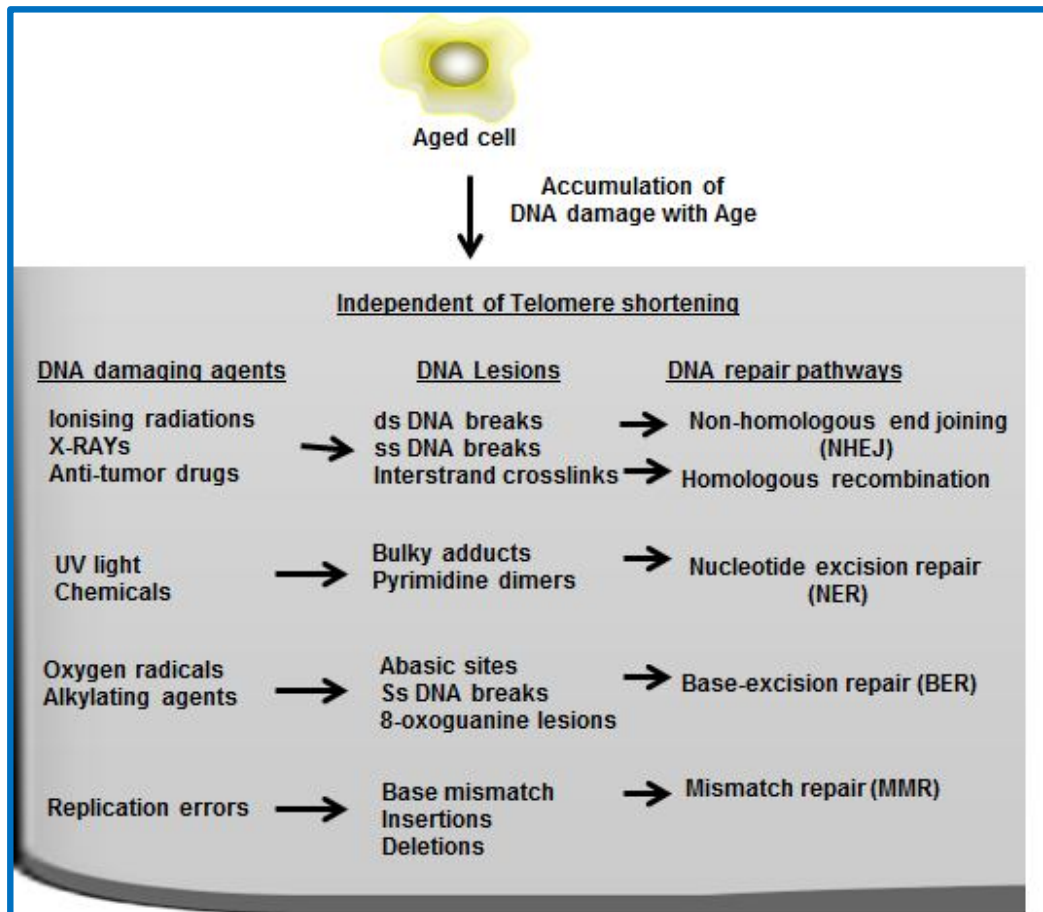 Aged cell
Accumulation of
DNA damage with Age
Independent of Telomere shortening
DNA damaging agents
DNA Lesions
DNA repair pathways
Ionising radiations
X-RAYs
Anti-tumor drugs
ds DNA breaks
ss DNA breaks
Interstrand crosslinks
Non-homologous end joining
(NHEJ)
Homologous recombination
UV light
Chemicals
Bulky adducts
Pyrimidine dimers
Nucleotide excision repair
(NER)
Oxygen radicals
Alkylating agents
Abasic sites
Ss DNA breaks
8-oxoguanine lesions
Base-excision repair (BER)
Replication errors
Base mismatch
Insertions
Deletions
Mismatch repair (MMR)